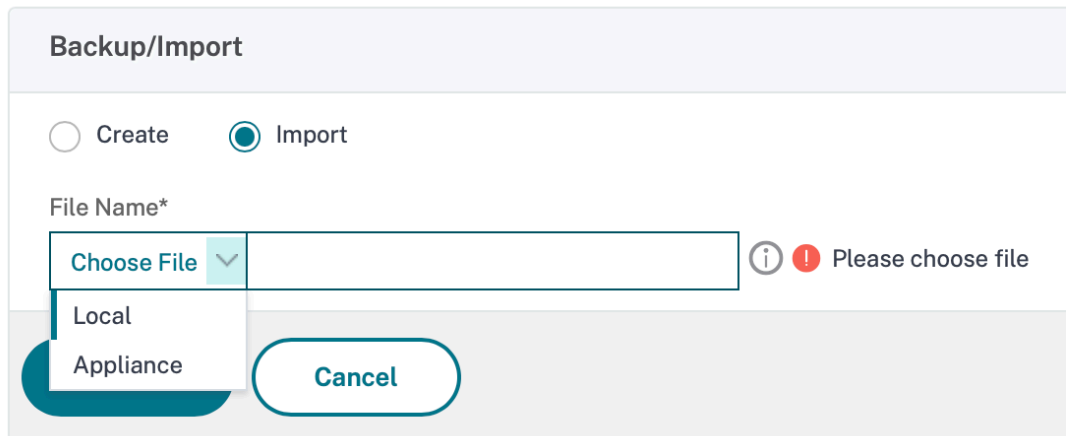 Backup/Import
Create Import
File Name*
Choose File Please choose file
Local
Appliance
Cancel